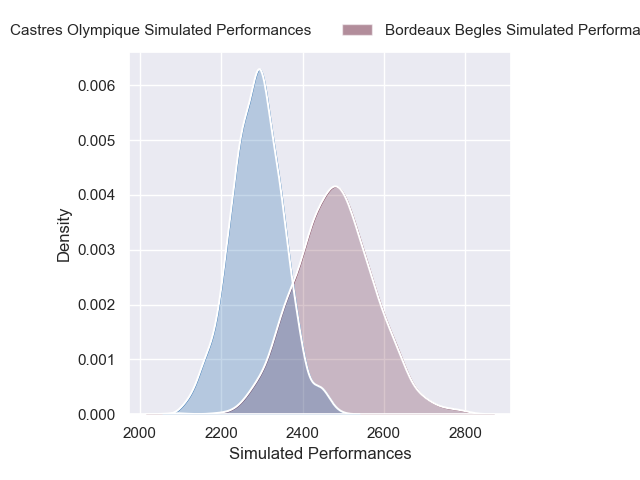 Castres Olympique Simulated Performances
Bordeaux Begles Simulated Performa
0.006
0.005
0.004
0.003
0.002
0.001
0.000
Density
2000 2200 2400 2600 2800
Simulated Performances